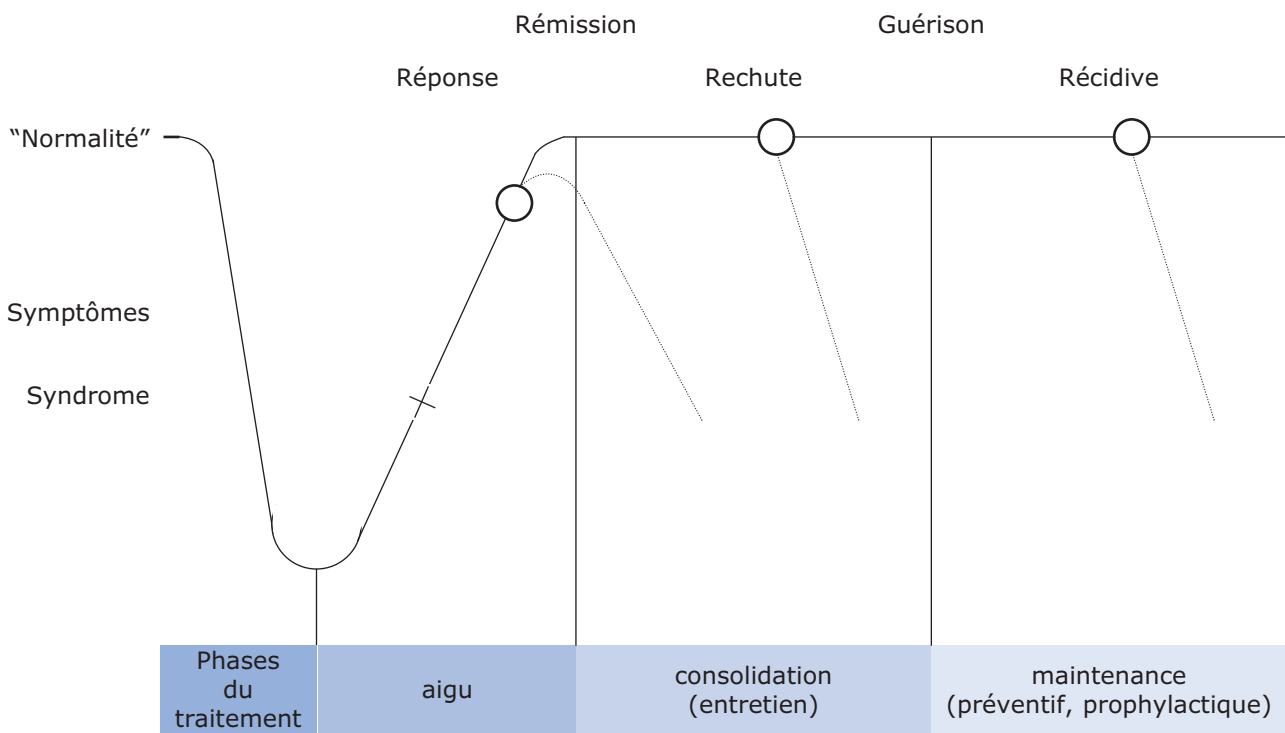 Rémission
Guérison
Réponse
Rechute
Récidive
“Normalité”
Symptômes
Syndrome
Phases
du
traitement
aigu
consolidation
(entretien)
maintenance
(préventif, prophylactique)